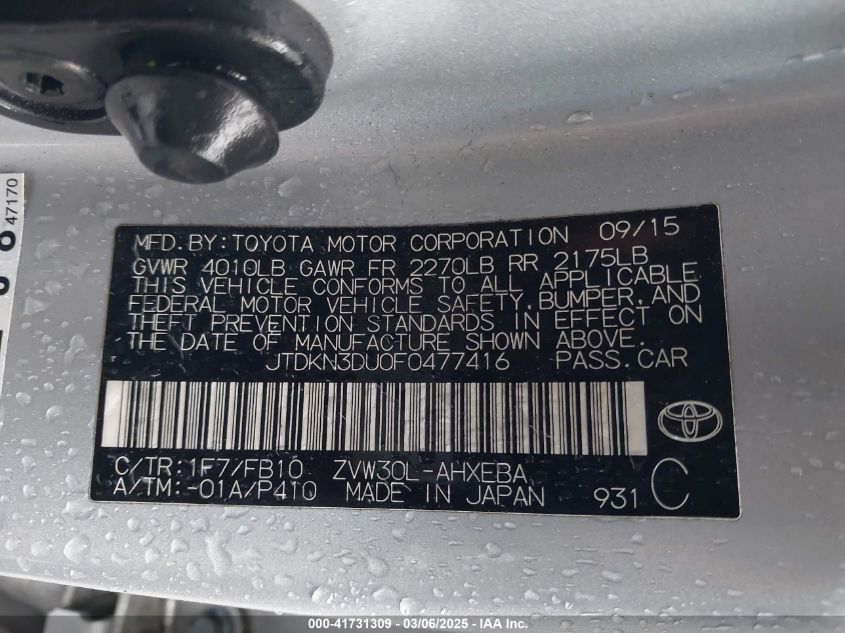 47170
MFD.BY:TOYOTA MOTOR CORPORATION 09/15
GVWR 4010LB GAWR FR 2270LB RR 2175LB
THIS VEHICLE CONFORMS TO ALL APPLICABLE
FEDERAL MOTOR VEHICLE SAFETY,BUMPER,AND
THEFT PREVENTION STANDARDS IN EFFECT ON
THE DATE OF MANUFACTURE SHOWN ABOVE.
JTDKN3DU0F0477416 PASS.CAR
C/TR:1F7/FB10 ZVW30L-AHXEBA
A/TM:-01A/P410 MADE IN JAPAN 931 C
000-41731309 - 03/06/2025 - IAA Inc.